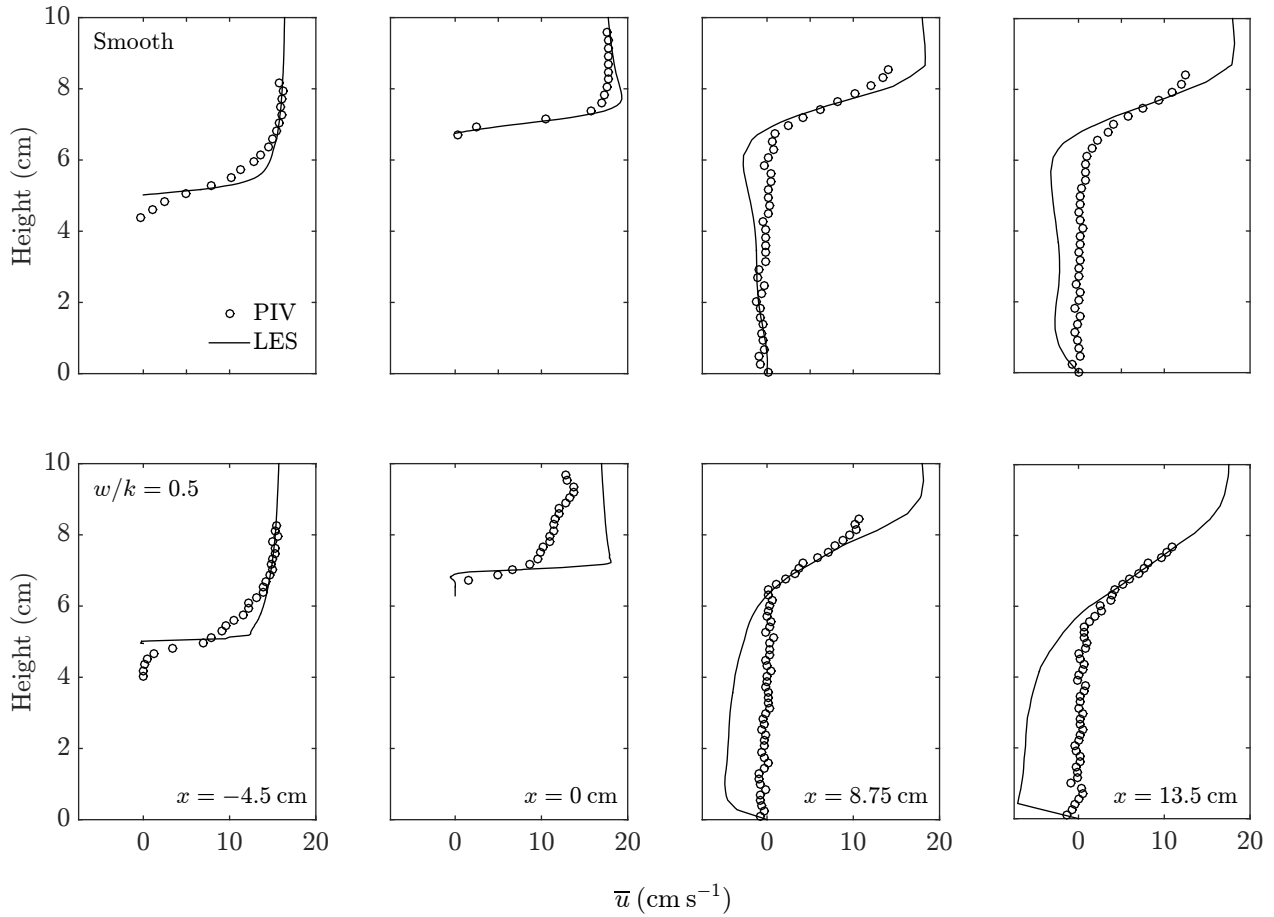 10
8
6
4
2
0
Height (cm)
Smooth
PIV
LES
10
8
6
4
2
0
Height (cm)
w/k = 0.5
x = −4.5 cm
x = 0 cm
x = 8.75 cm
x = 13.5 cm
0 10 20
0 10 20
0 10 20
0 10 20
u̅ (cm s⁻¹)